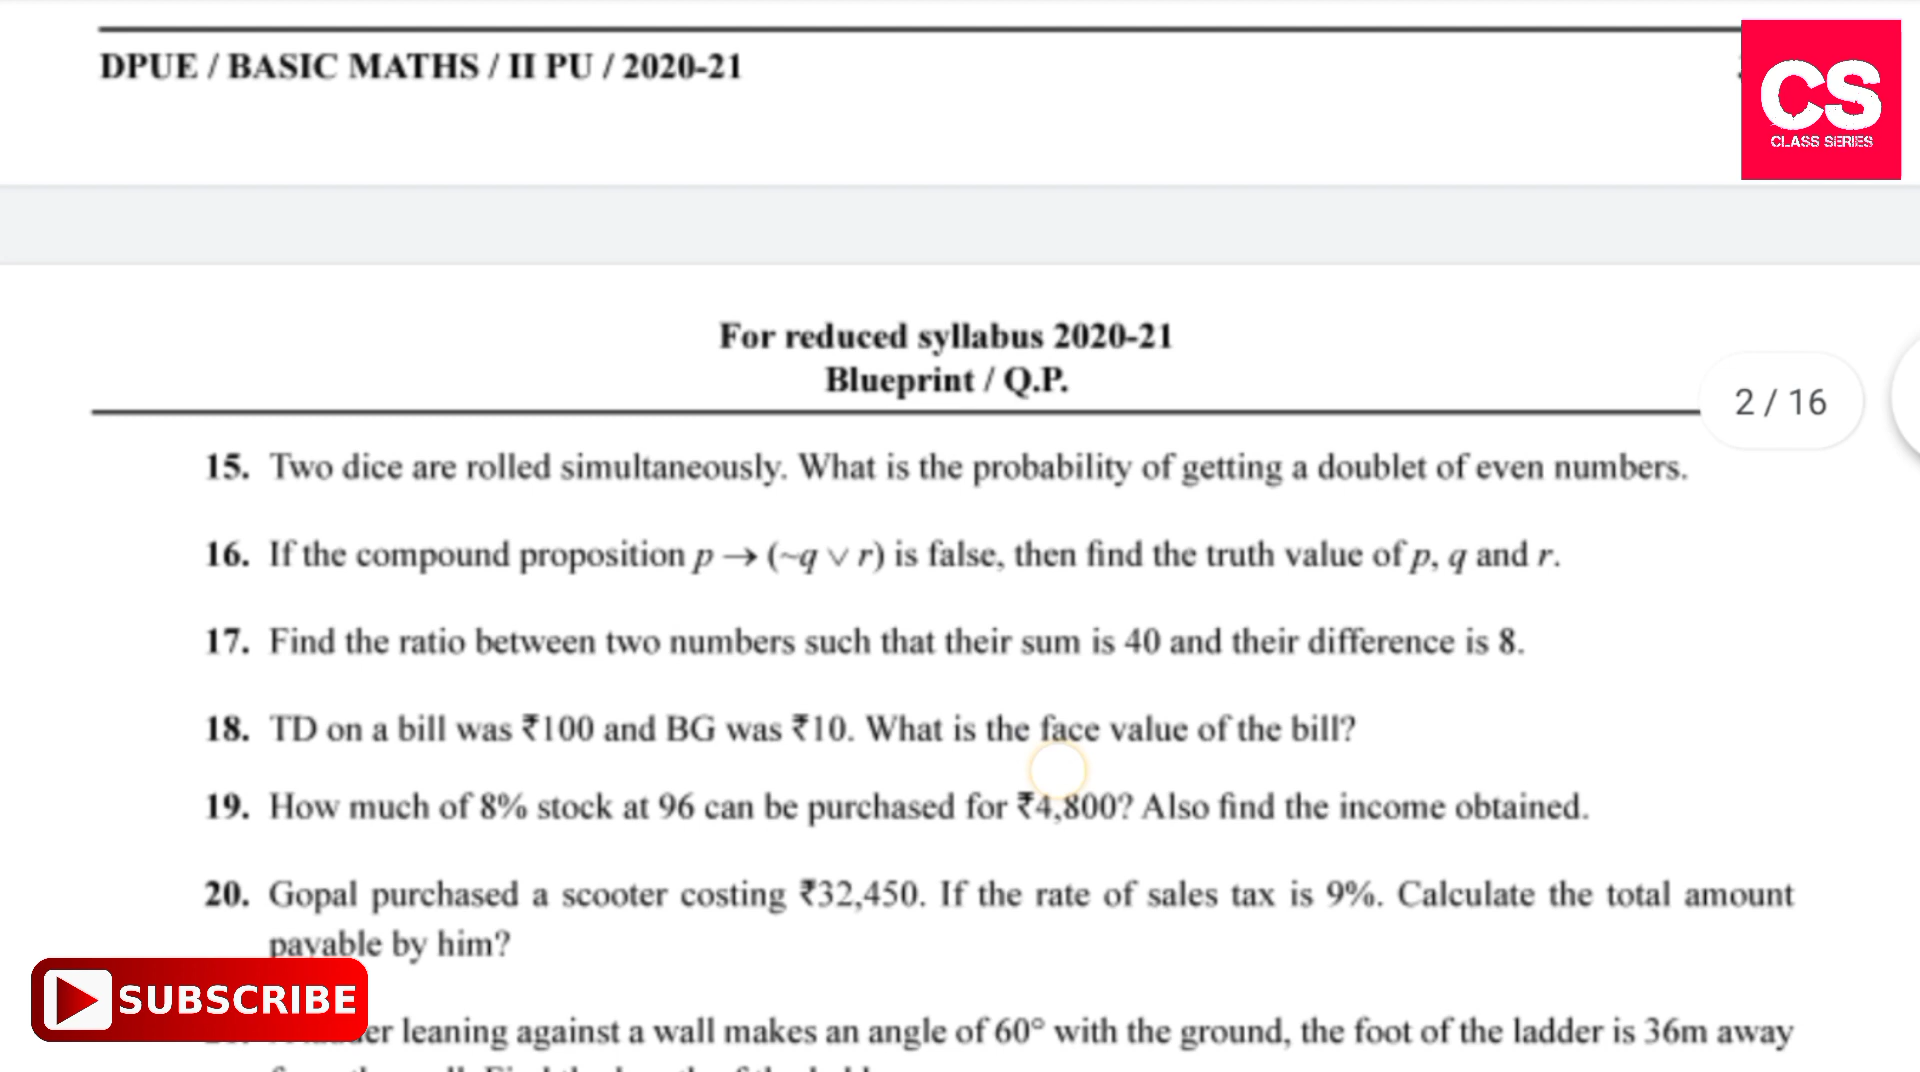 DPUE / BASIC MATHS / II PU / 2020-21
CS
CLASS SERIES
For reduced syllabus 2020-21
Blueprint / Q.P.
2 / 16
15. Two dice are rolled simultaneously. What is the probability of getting a doublet of even numbers.
16. If the compound proposition p → (~q ∨ r) is false, then find the truth value of p, q and r.
17. Find the ratio between two numbers such that their sum is 40 and their difference is 8.
18. TD on a bill was ₹100 and BG was ₹10. What is the face value of the bill?
19. How much of 8% stock at 96 can be purchased for ₹4,800? Also find the income obtained.
20. Gopal purchased a scooter costing ₹32,450. If the rate of sales tax is 9%. Calculate the total amount
payable by him?
SUBSCRIBE
er leaning against a wall makes an angle of 60° with the ground, the foot of the ladder is 36m away